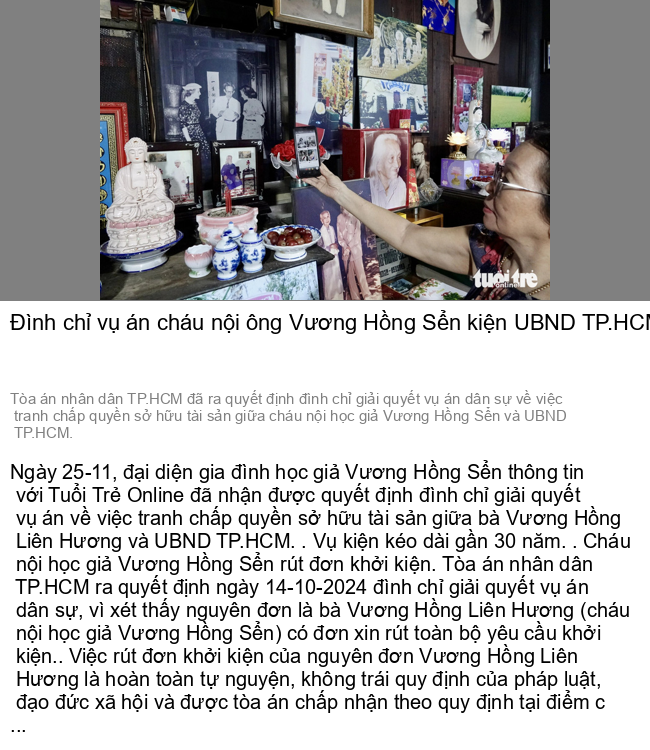 tuổi trẻ
online
Đình chỉ vụ án cháu nội ông Vương Hồng Sển kiện UBND TP.HCM
Tòa án nhân dân TP.HCM đã ra quyết định đình chỉ giải quyết vụ án dân sự về việc
tranh chấp quyền sở hữu tài sản giữa cháu nội học giả Vương Hồng Sển và UBND
TP.HCM.
Ngày 25-11, đại diện gia đình học giả Vương Hồng Sển thông tin
với Tuổi Trẻ Online đã nhận được quyết định đình chỉ giải quyết
vụ án về việc tranh chấp quyền sở hữu tài sản giữa bà Vương Hồng
Liên Hương và UBND TP.HCM. . Vụ kiện kéo dài gần 30 năm. . Cháu
nội học giả Vương Hồng Sển rút đơn khởi kiện. Tòa án nhân dân
TP.HCM ra quyết định ngày 14-10-2024 đình chỉ giải quyết vụ án
dân sự, vì xét thấy nguyên đơn là bà Vương Hồng Liên Hương (cháu
nội học giả Vương Hồng Sển) có đơn xin rút toàn bộ yêu cầu khởi
kiện.. Việc rút đơn khởi kiện của nguyên đơn Vương Hồng Liên
Hương là hoàn toàn tự nguyện, không trái quy định của pháp luật,
đạo đức xã hội và được tòa án chấp nhận theo quy định tại điểm c
...